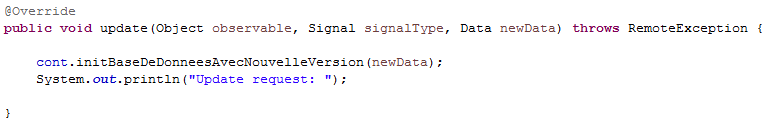 @Override
public void update(Object observable, Signal signalType, Data newData) throws RemoteException {
cont.initBaseDeDonneesAvecNouvelleVersion(newData);
System.out.println("Update request: ");
}